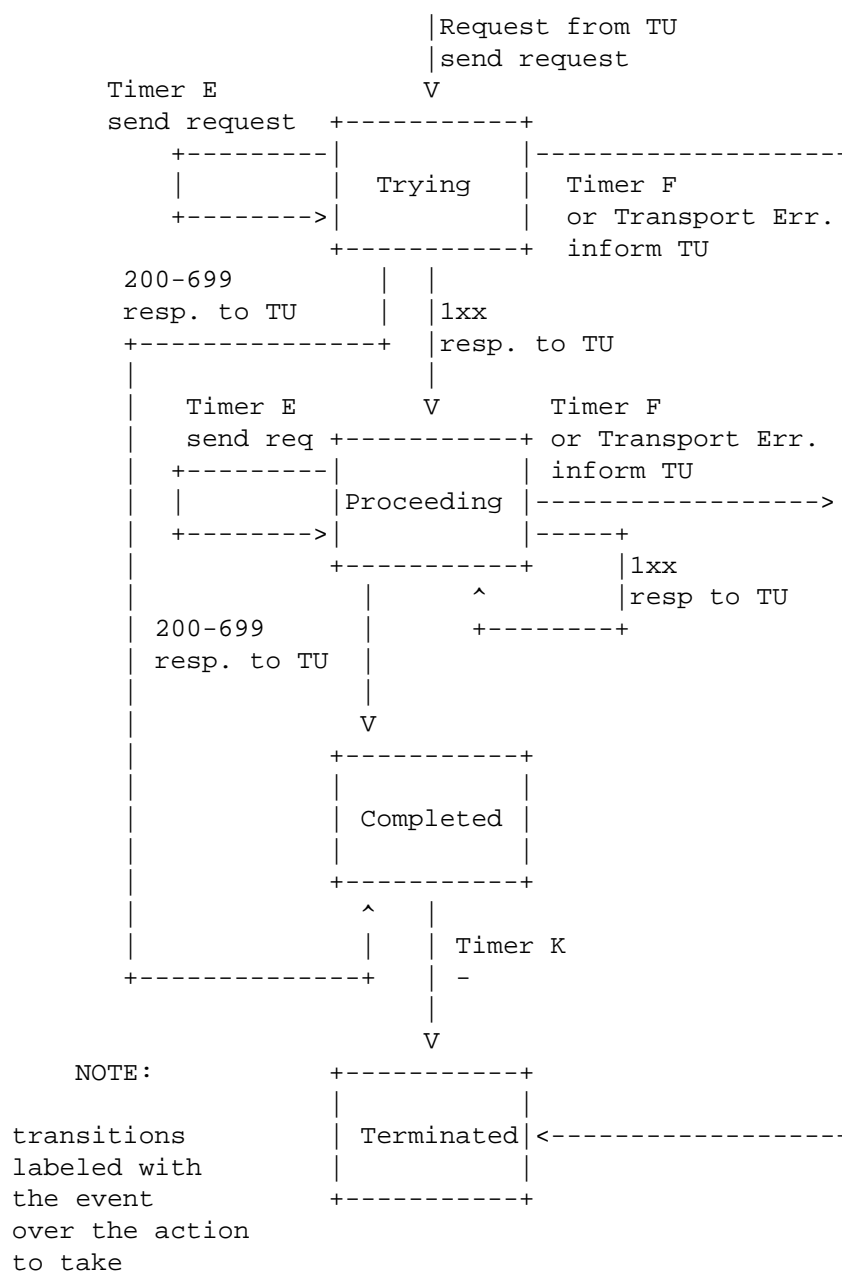 |Request from TU
|send request
Timer E V
send request +-----------+
+---------| |-------------------
| | Trying | Timer F
+-------->| | or Transport Err.
+-----------+ inform TU
200-699 | |
resp. to TU | |1xx
+---------------+ |resp. to TU
| |
| Timer E V Timer F
| send req +-----------+ or Transport Err.
| +---------| | inform TU
| | |Proceeding |------------------>
| +-------->| |-----+
| +-----------+ |1xx
| | ^ |resp to TU
| 200-699 | +--------+
| resp. to TU |
| |
| V
| +-----------+
| | |
| | Completed |
| | |
| +-----------+
| ^ |
| | | Timer K
+--------------+ | -
|
V
NOTE: +-----------+
| |
transitions | Terminated|<------------------
labeled with | |
the event +-----------+
over the action
to take